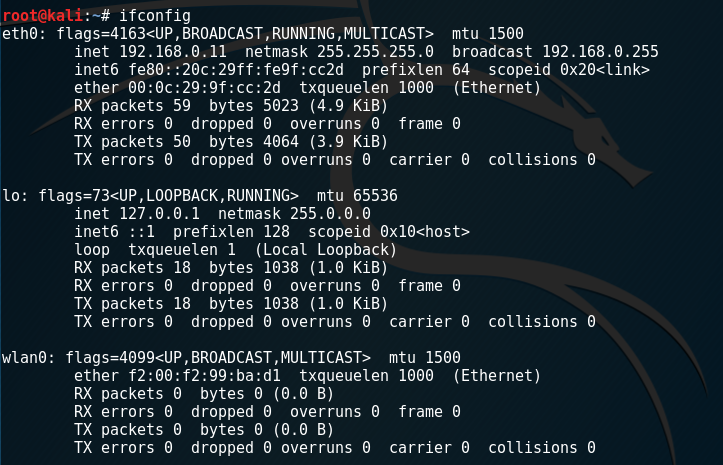 root@kali:~# ifconfig
eth0: flags=4163<UP,BROADCAST,RUNNING,MULTICAST>  mtu 1500
        inet 192.168.0.11  netmask 255.255.255.0  broadcast 192.168.0.255
        inet6 fe80::20c:29ff:fe9f:cc2d  prefixlen 64  scopeid 0x20<link>
        ether 00:0c:29:9f:cc:2d  txqueuelen 1000  (Ethernet)
        RX packets 59  bytes 5023 (4.9 KiB)
        RX errors 0  dropped 0  overruns 0  frame 0
        TX packets 50  bytes 4064 (3.9 KiB)
        TX errors 0  dropped 0 overruns 0  carrier 0  collisions 0

lo: flags=73<UP,LOOPBACK,RUNNING>  mtu 65536
        inet 127.0.0.1  netmask 255.0.0.0
        inet6 ::1  prefixlen 128  scopeid 0x10<host>
        loop  txqueuelen 1  (Local Loopback)
        RX packets 18  bytes 1038 (1.0 KiB)
        RX errors 0  dropped 0  overruns 0  frame 0
        TX packets 18  bytes 1038 (1.0 KiB)
        TX errors 0  dropped 0 overruns 0  carrier 0  collisions 0

wlan0: flags=4099<UP,BROADCAST,MULTICAST>  mtu 1500
        ether f2:00:f2:99:ba:d1  txqueuelen 1000  (Ethernet)
        RX packets 0  bytes 0 (0.0 B)
        RX errors 0  dropped 0  overruns 0  frame 0
        TX packets 0  bytes 0 (0.0 B)
        TX errors 0  dropped 0 overruns 0  carrier 0  collisions 0